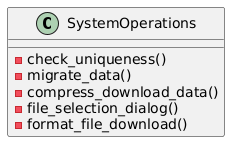 C SystemOperations
check_uniqueness()
migrate_data()
compress_download_data()
file_selection_dialog()
format_file_download()